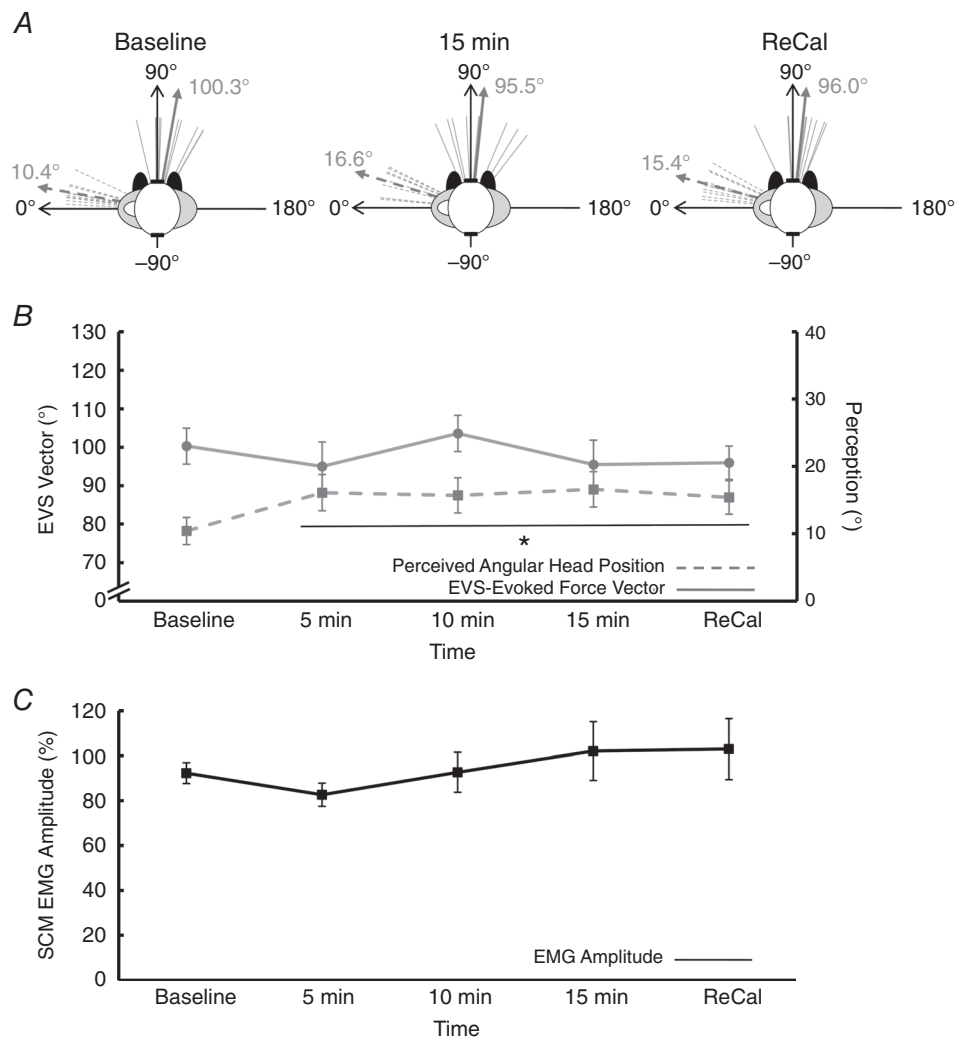 A
Baseline
15 min
ReCal
90°
100.3°
90°
95.5°
90°
96.0°
10.4°
16.6°
15.4°
0°
180°
0°
180°
0°
180°
–90°
–90°
–90°
B
130
120
110
100
90
80
70
0
EVS Vector (°)
40
30
20
10
0
Perception (°)
*
Perceived Angular Head Position
EVS-Evoked Force Vector
Baseline
5 min
10 min
15 min
ReCal
Time
C
120
100
80
60
40
20
0
SCM EMG Amplitude (%)
EMG Amplitude
Baseline
5 min
10 min
15 min
ReCal
Time